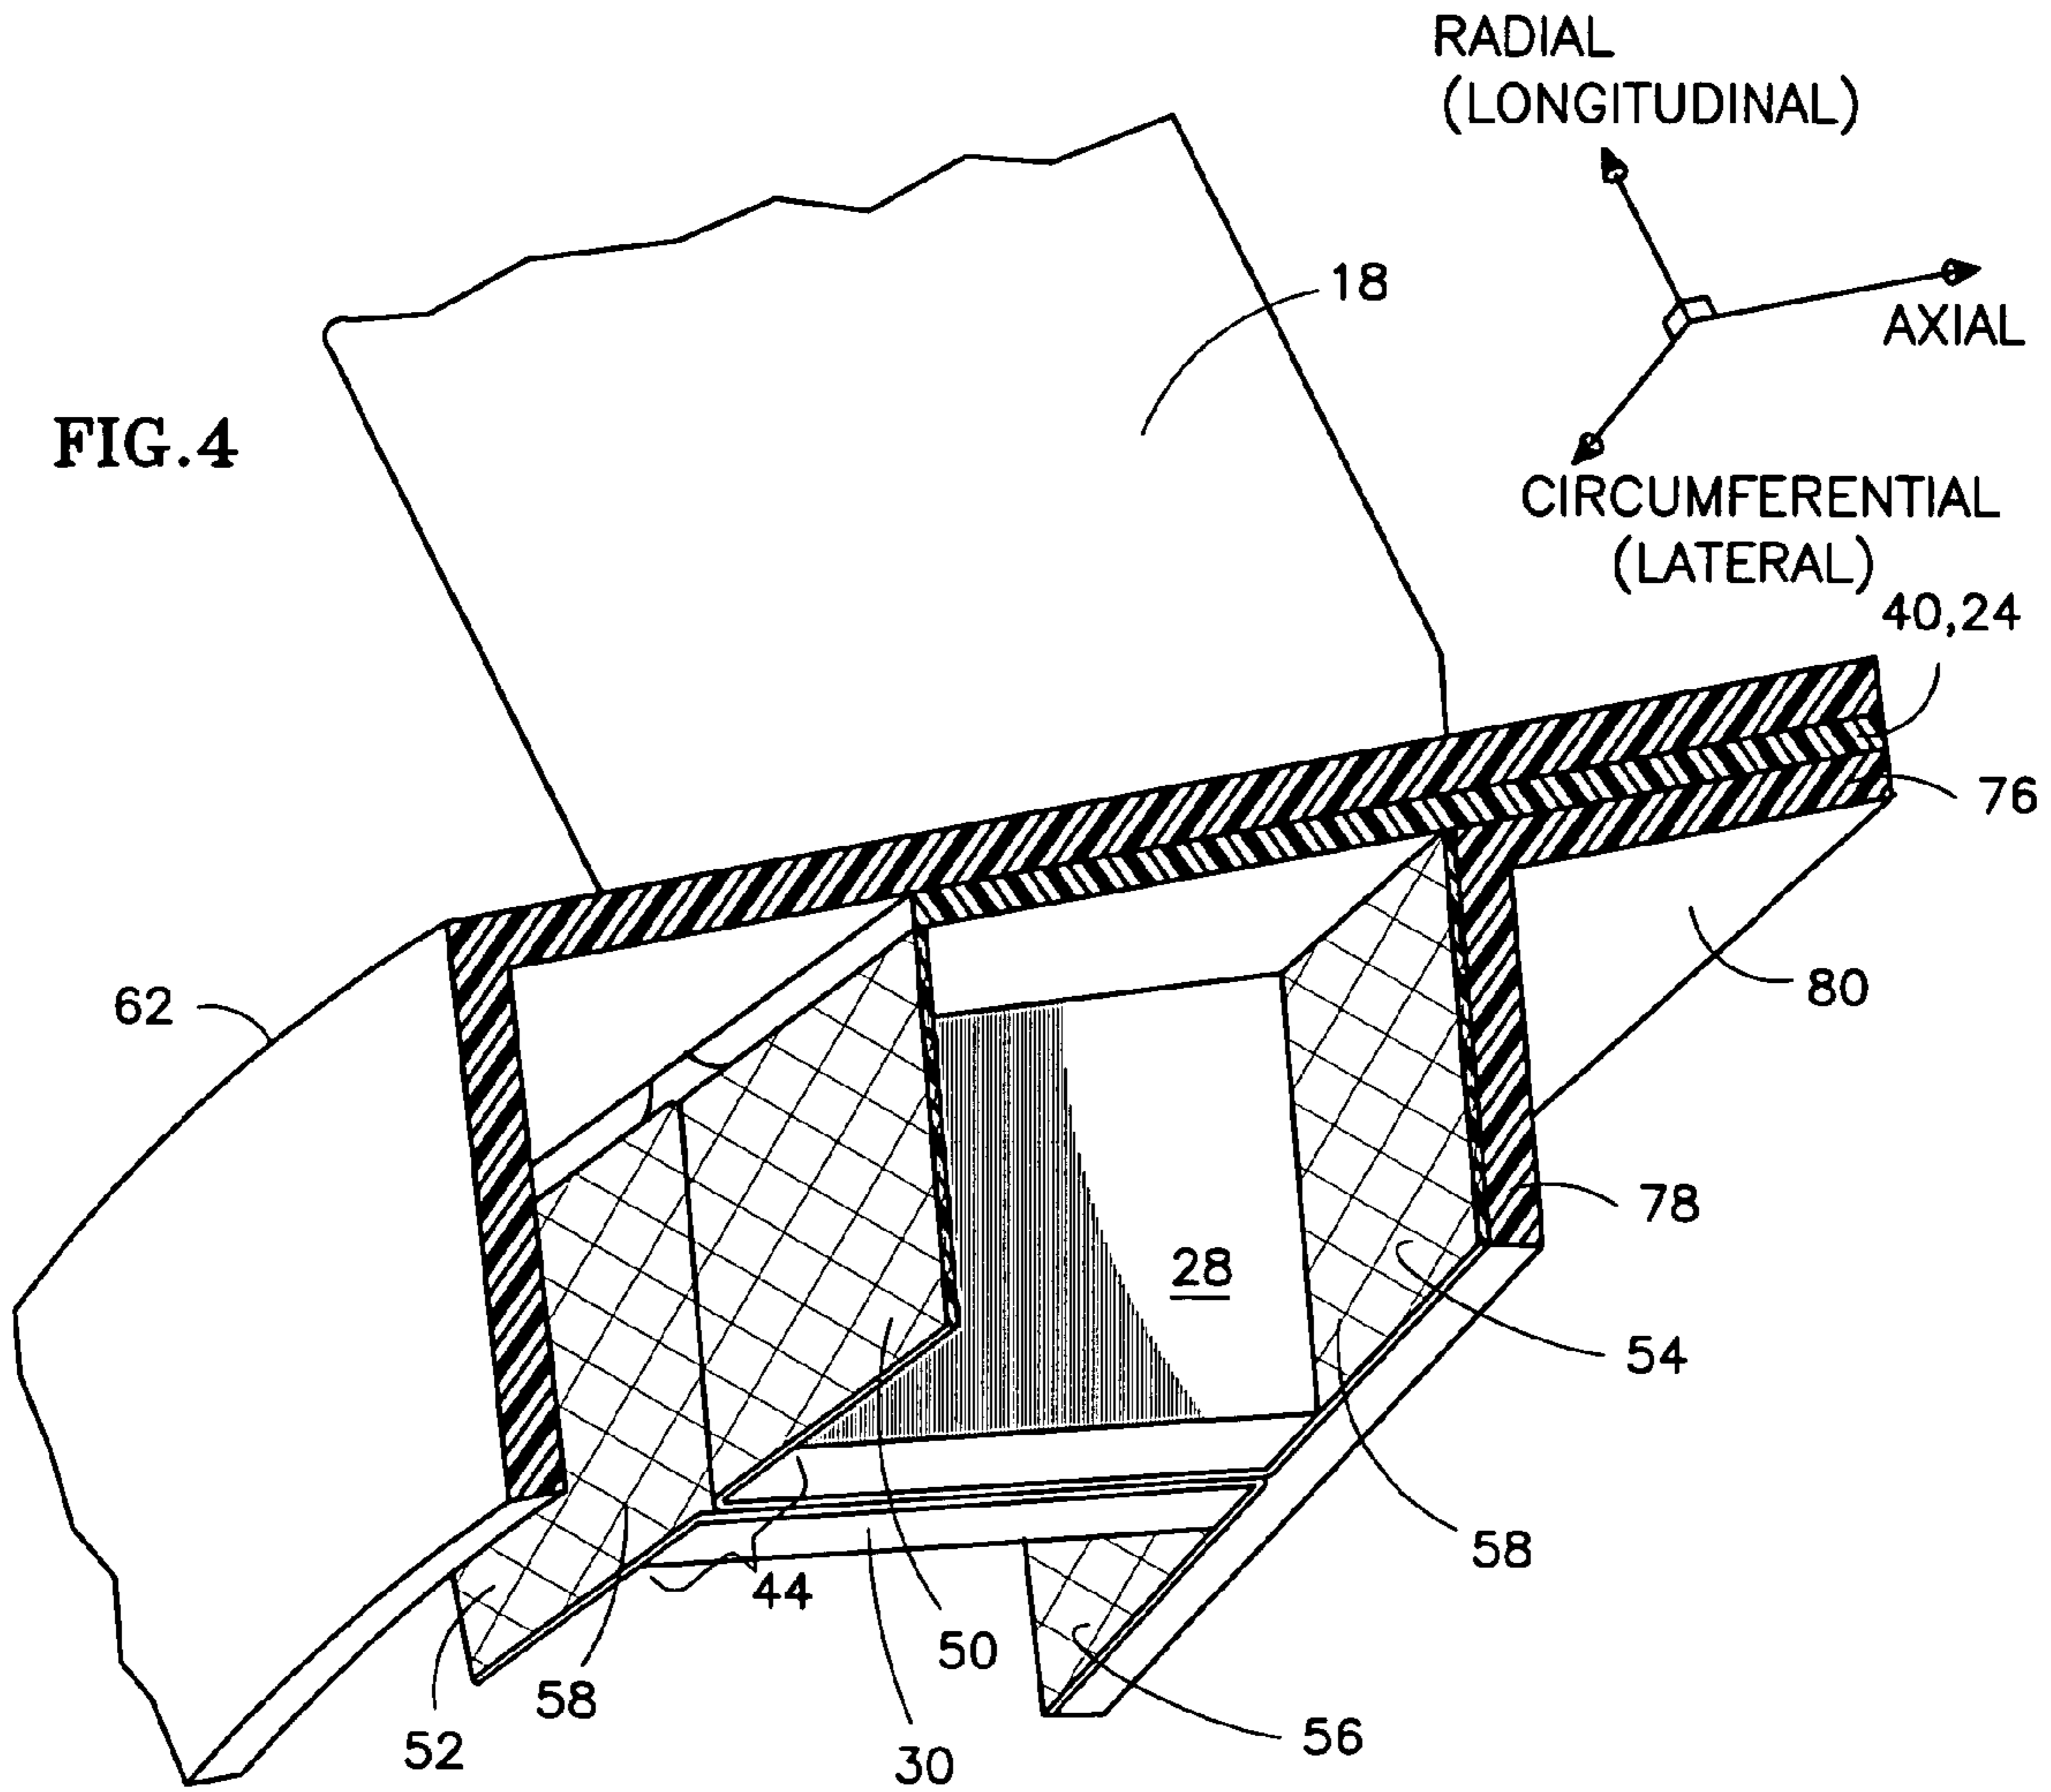 RADIAL
(LONGITUDINAL)
18
AXIAL
FIG.4
CIRCUMFERENTIAL
(LATERAL)
40,24
76
62
80
78
28
54
58
44
50
58
52
56
30